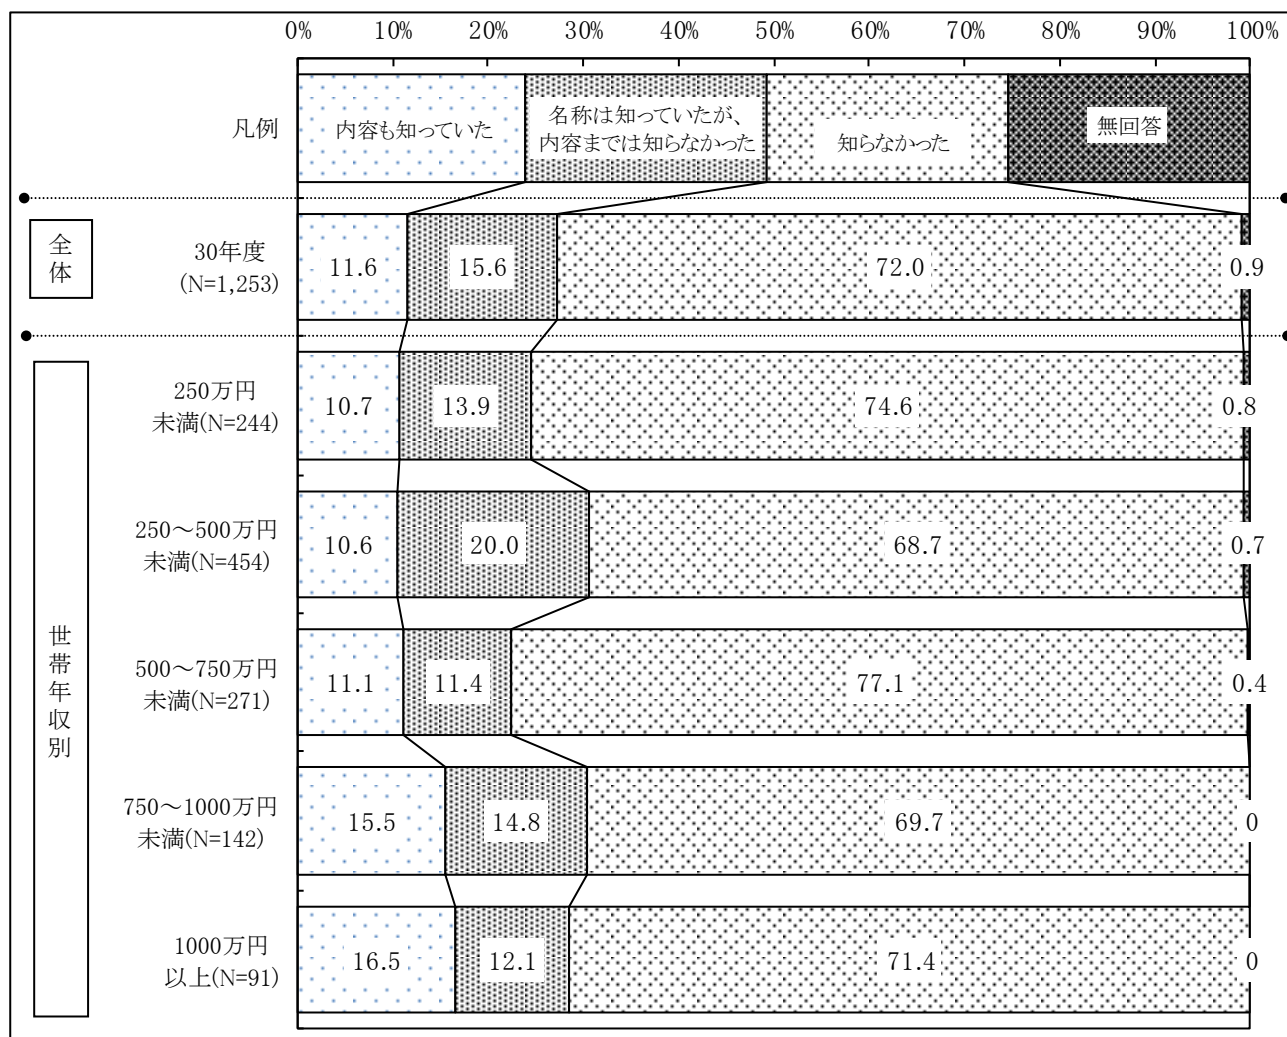 0% 10% 20% 30% 40% 50% 60% 70% 80% 90% 100%
凡例
内容も知っていた
名称は知っていたが、
内容までは知らなかった
知らなかった
無回答
全体
30年度
(N=1,253)
11.6 15.6 72.0 0.9
世帯年収別
250万円
未満(N=244)
10.7 13.9 74.6 0.8
250～500万円
未満(N=454)
10.6 20.0 68.7 0.7
500～750万円
未満(N=271)
11.1 11.4 77.1 0.4
750～1000万円
未満(N=142)
15.5 14.8 69.7 0
1000万円
以上(N=91)
16.5 12.1 71.4 0